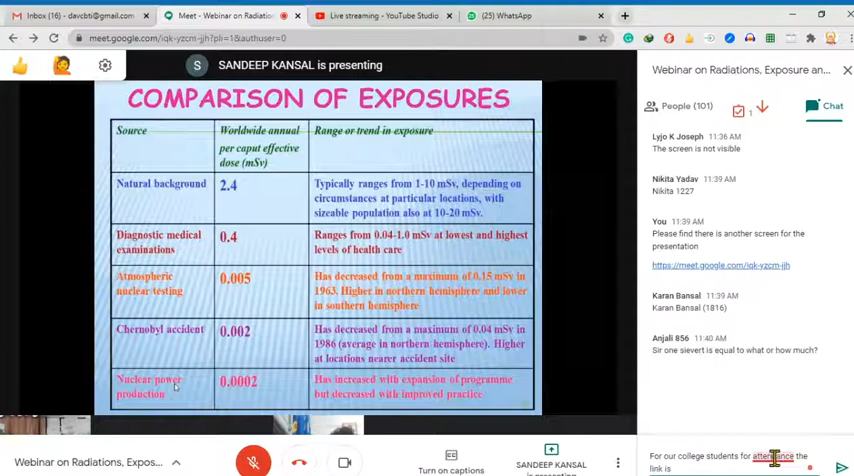 Inbox (16) - davcbti@gmail.com
Meet - Webinar on Radiation
Live streaming - YouTube Studio
(25) WhatsApp
meet.google.com/iqk-yzcm-jjh?pli=1&authuser=0
S SANDEEP KANSAL is presenting
COMPARISON OF EXPOSURES
Source
Worldwide annual
per caput effective
dose (mSv)
Range or trend in exposure
Natural background
2.4
Typically ranges from 1-10 mSv, depending on
circumstances at particular locations, with
sizeable population also at 10-20 mSv.
Diagnostic medical
examinations
0.4
Ranges from 0.04-1.0 mSv at lowest and highest
levels of health care
Atmospheric
nuclear testing
0.005
Has decreased from a maximum of 0.15 mSv in
1963. Higher in northern hemisphere and lower
in southern hemisphere
Chernobyl accident
0.002
Has decreased from a maximum of 0.04 mSv in
1986 (average in northern hemisphere). Higher
at locations nearer accident site
Nuclear power
production
0.0002
Has increased with expansion of programme
but decreased with improved practice
Webinar on Radiations, Exposure an...
People (101)
1
Chat
Lyjo K Joseph 11:36 AM
The screen is not visible
Nikita Yadav 11:39 AM
Nikita 1227
You 11:39 AM
Please find there is another screen for the
presentation
https://meet.google.com/iqk-yzcm-jjh
Karan Bansal 11:39 AM
Karan Bansal (1816)
Anjali 856 11:40 AM
Sir one sievert is equal to what or how much?
For our college students for attendance the
link is
Webinar on Radiations, Expos...
Turn on captions
SANDEEP KANSAL
is presenting